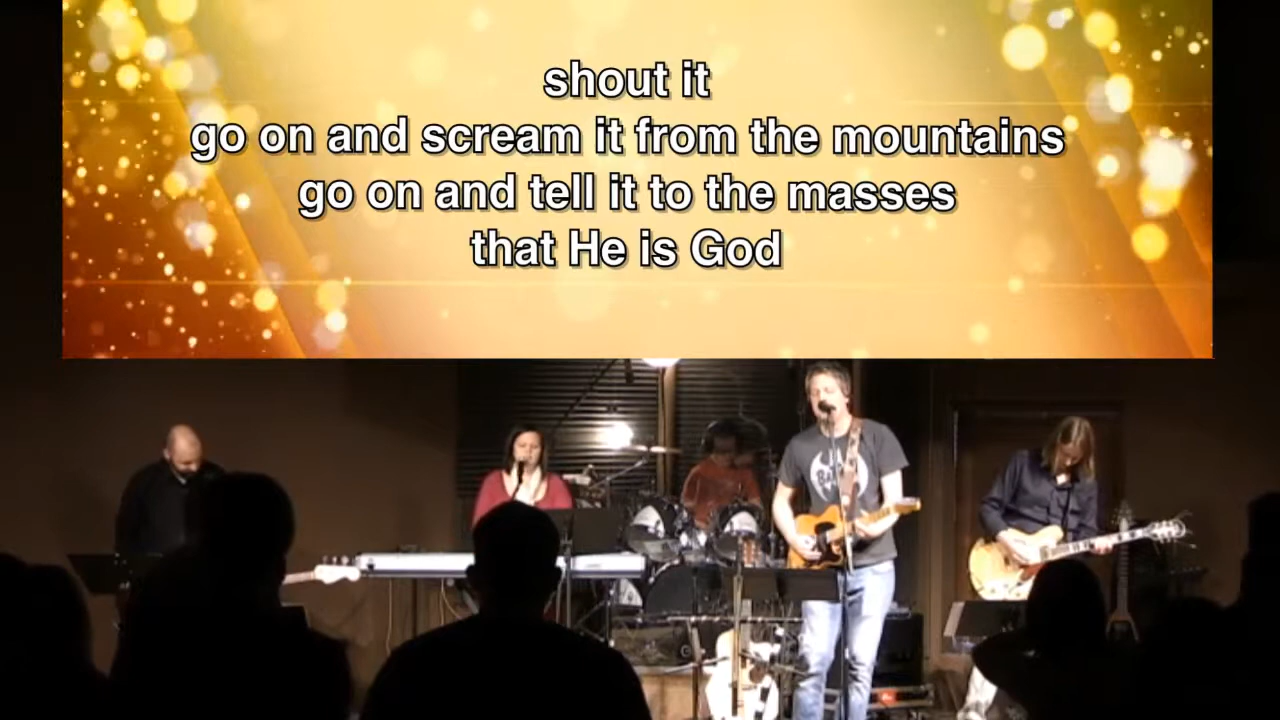 shout it
go on and scream it from the mountains
go on and tell it to the masses
that He is God